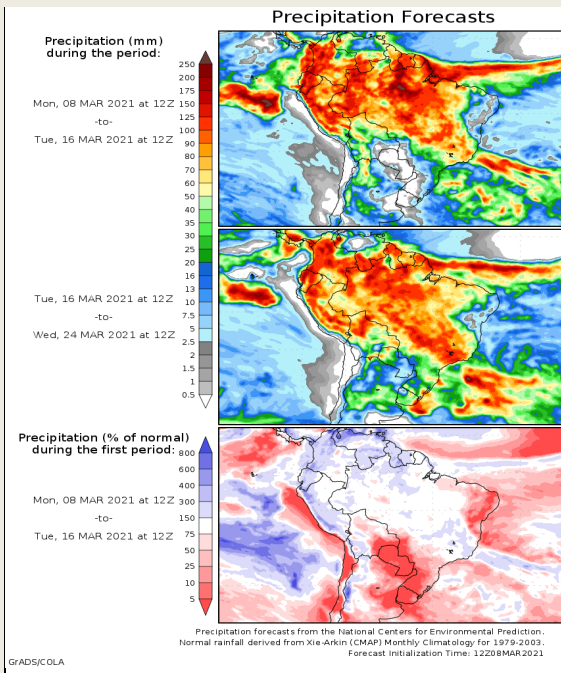 Precipitation Forecasts
Precipitation (mm)
during the period:
Mon, 08 MAR 2021 at 12Z
-to-
Tue, 16 MAR 2021 at 12Z
250
200
175
150
125
100
90
80
70
60
50
40
35
30
25
20
16
13
10
7.5
5
2.5
2
1.5
1
0.5
Tue, 16 MAR 2021 at 12Z
-to-
Wed, 24 MAR 2021 at 12Z
Precipitation (% of normal)
during the first period:
Mon, 08 MAR 2021 at 12Z
-to-
Tue, 16 MAR 2021 at 12Z
800
600
400
300
150
75
50
25
10
5
Precipitation forecasts from the National Centers for Environmental Prediction.
Normal rainfall derived from Xie-Arkin (CMAP) Monthly Climatology for 1979-2003.
Forecast Initialization Time: 12Z08MAR2021
GrADS/COLA